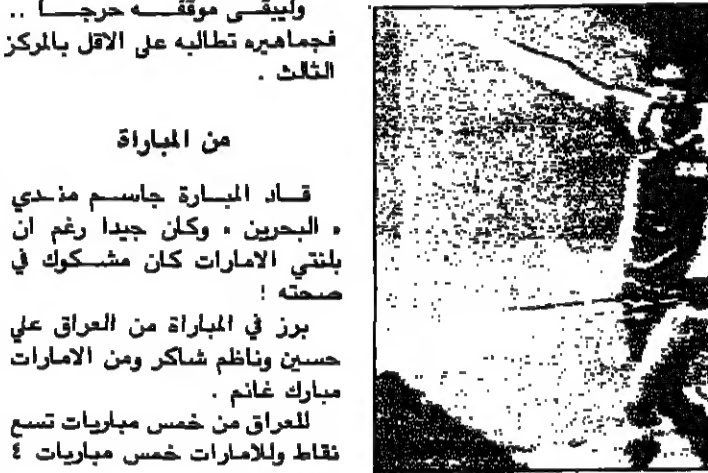 وليبقى موقفه حرجا ..
فجماهيره تطالبه على الاقل بالمركز
الثالث .
من المباراة
قاد المبارة جاسم مندي
« البحرين » وكان جيدا رغم ان
بلنتي الامارات كان مشكوك في
صحته !
برز في المباراة من العراق علي
حسين وناظم شاكر ومن الامارات
مبارك غانم .
للعراق من خمس مباريات تسع
نقاط وللامارات خمس مباريات ٤